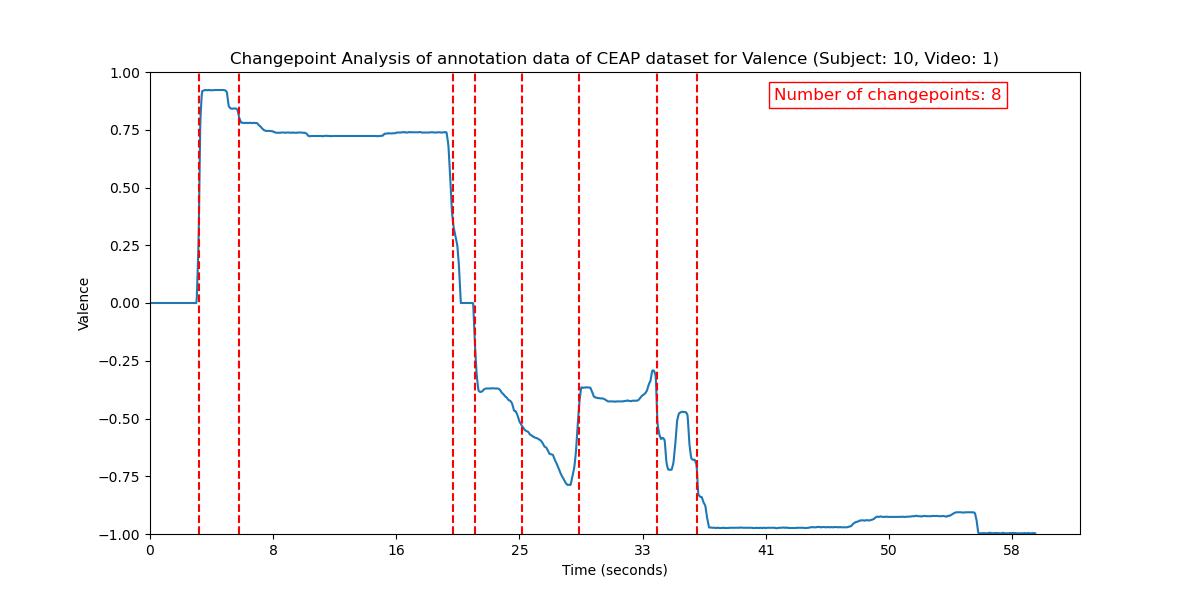 Changepoint Analysis of annotation data of CEAP dataset for Valence (Subject: 10, Video: 1)
Number of changepoints: 8
Valence
1.00
0.75
0.50
0.25
0.00
−0.25
−0.50
−0.75
−1.00
0 8 16 25 33 41 50 58
Time (seconds)